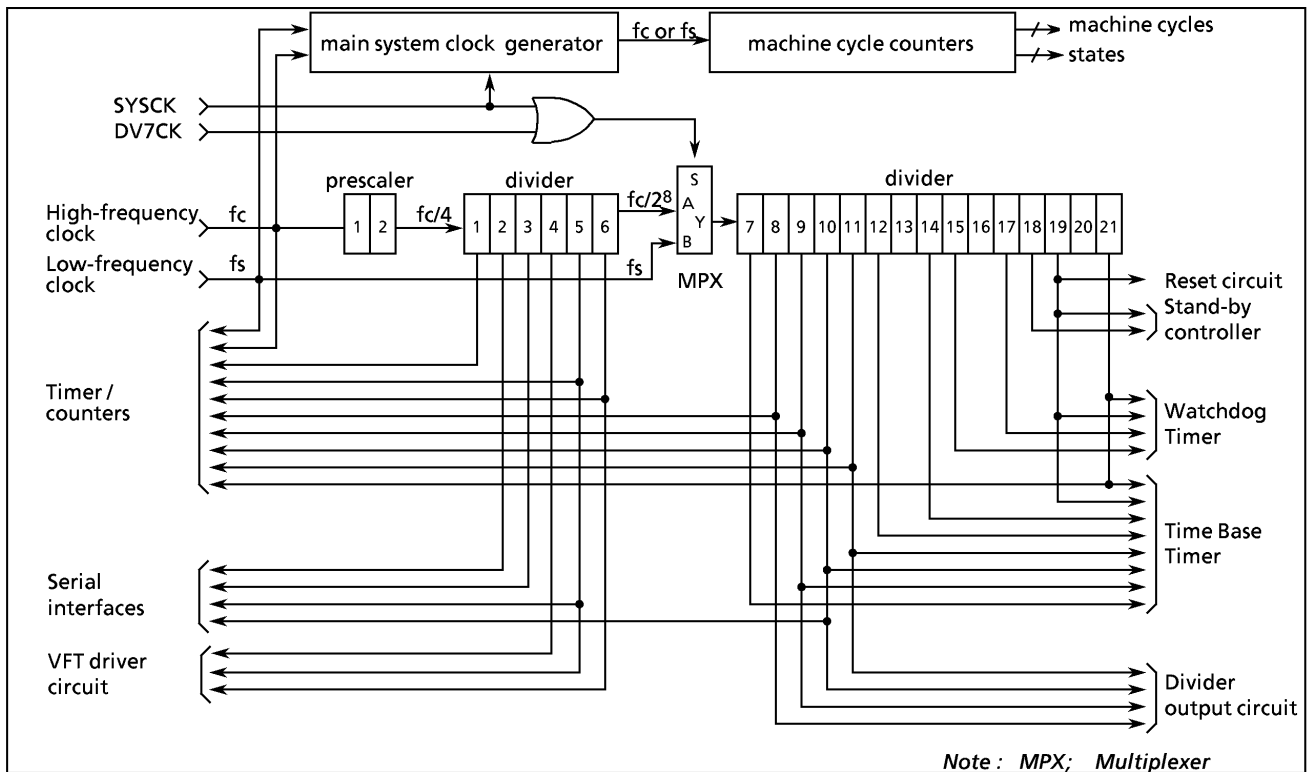 main system clock generator
fc or fs
machine cycle counters
machine cycles
states
SYSCK
DV7CK
prescaler
divider
divider
High-frequency
clock
fc
1 2
fc/4
1 2 3 4 5 6
fc/2⁸
S
A
Y
B
MPX
7 8 9 10 11 12 13 14 15 16 17 18 19 20 21
Low-frequency
clock
fs
fs
Reset circuit
Stand-by
controller
Timer /
counters
Watchdog
Timer
Time Base
Timer
Serial
interfaces
VFT driver
circuit
Divider
output circuit
Note : MPX; Multiplexer